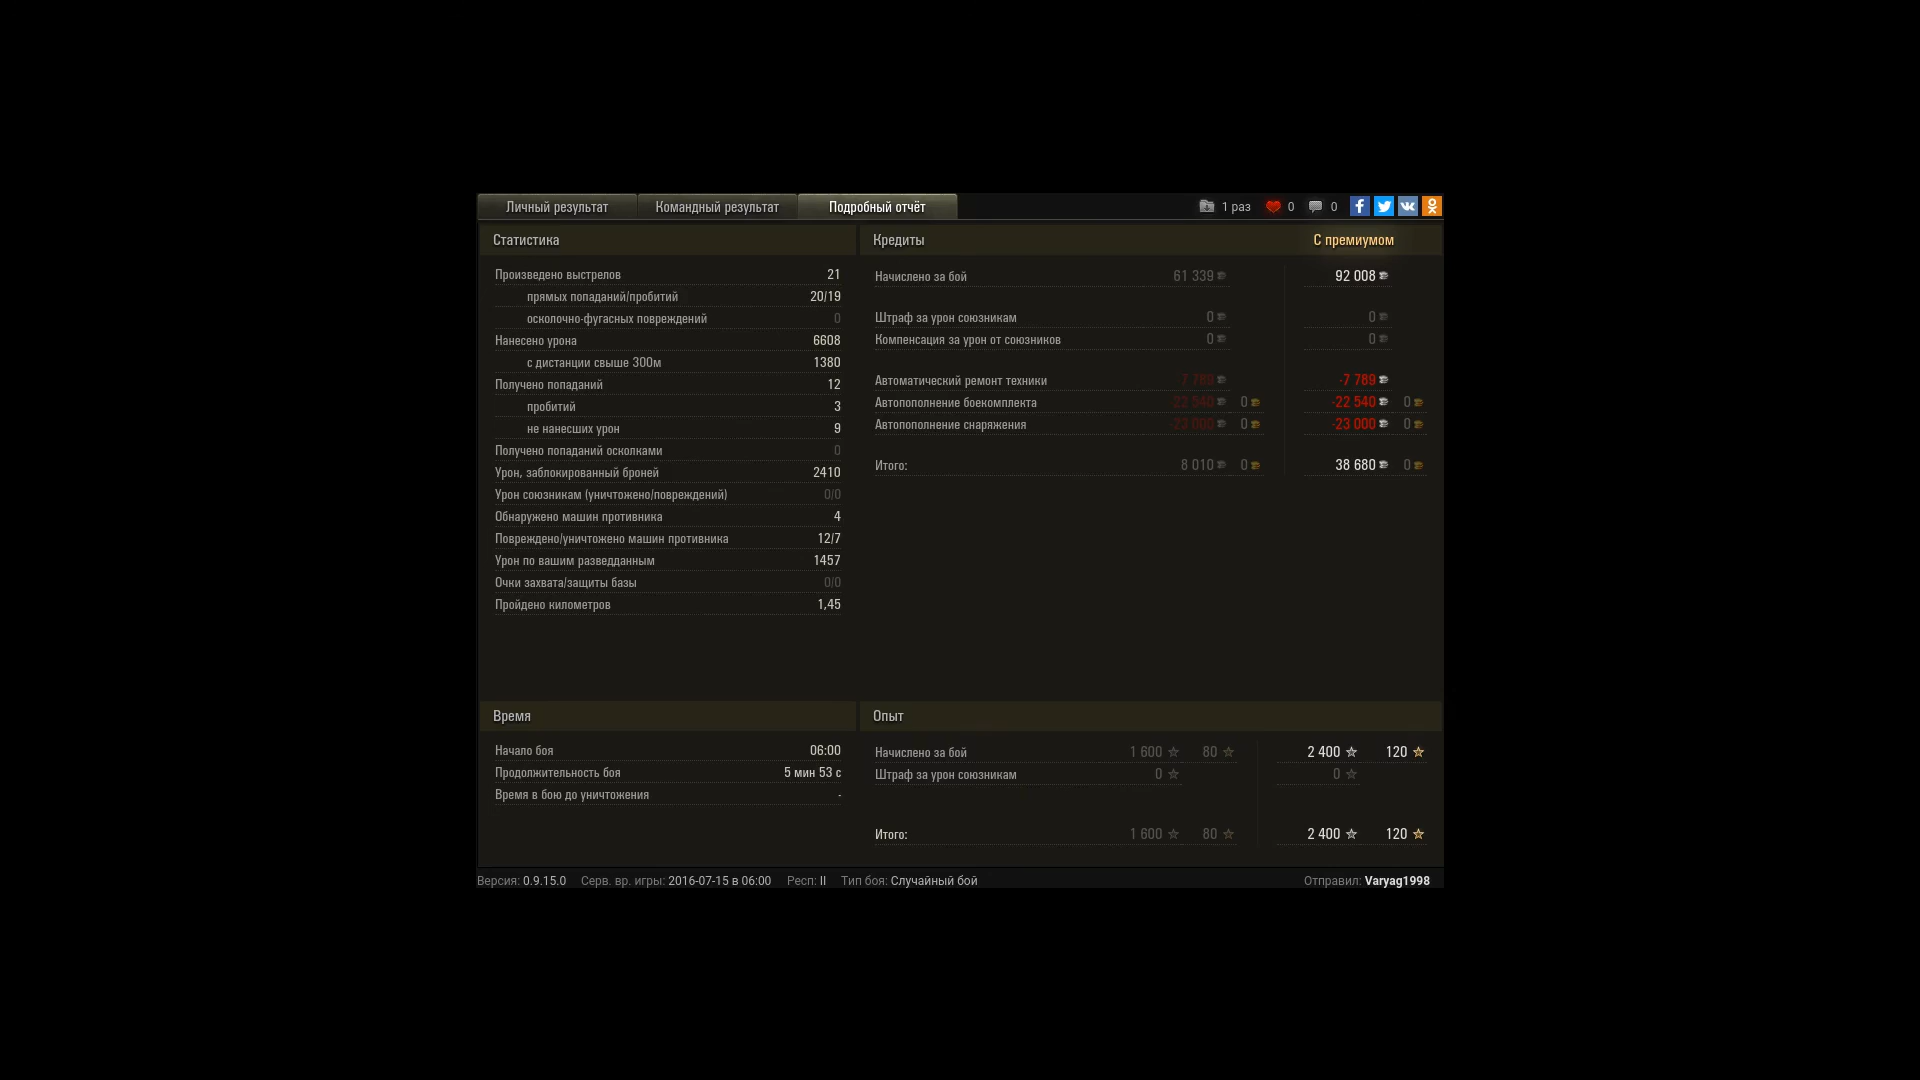 Личный результат Командный результат Подробный отчёт 1 раз 0 0
Статистика
Произведено выстрелов 21
прямых попаданий/пробитий 20/19
осколочно-фугасных повреждений 0
Нанесено урона 6608
с дистанции свыше 300м 1380
Получено попаданий 12
пробитий 3
не нанесших урон 9
Получено попаданий осколками 0
Урон, заблокированный броней 2410
Урон союзникам (уничтожено/повреждений) 0/0
Обнаружено машин противника 4
Повреждено/уничтожено машин противника 12/7
Урон по вашим разведданным 1457
Очки захвата/защиты базы 0/0
Пройдено километров 1,45
Кредиты С премиумом
Начислено за бой 61 339 92 008
Штраф за урон союзникам 0 0
Компенсация за урон от союзников 0 0
Автоматический ремонт техники -7 789 -7 789
Автопополнение боекомплекта -22 540 0 -22 540 0
Автопополнение снаряжения -23 000 0 -23 000 0
Итого: 8 010 0 38 680 0
Время
Начало боя 06:00
Продолжительность боя 5 мин 53 с
Время в бою до уничтожения -
Опыт
Начислено за бой 1 600 80 2 400 120
Штраф за урон союзникам 0 0
Итого: 1 600 80 2 400 120
Версия: 0.9.15.0 Серв. вр. игры: 2016-07-15 в 06:00 Респ: II Тип боя: Случайный бой Отправил: Varyag1998